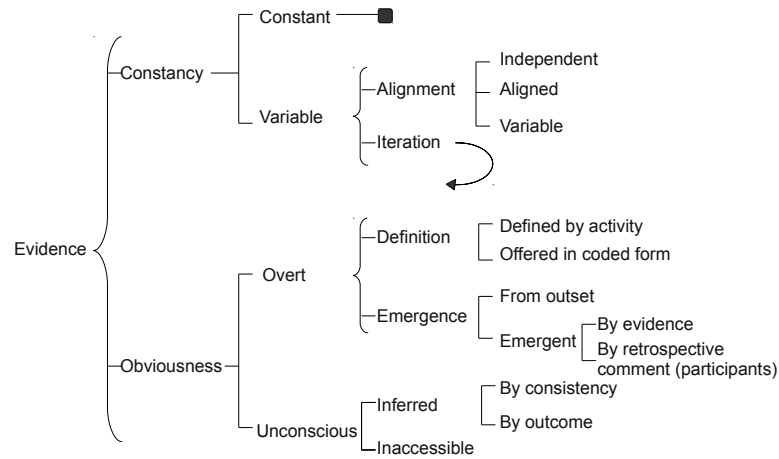 Constant
Independent
Constancy
Alignment
Aligned
Variable
Variable
Iteration
Defined by activity
Definition
Offered in coded form
Evidence
Overt
From outset
Emergence
By evidence
Emergent
By retrospective
comment (participants)
Obviousness
By consistency
Inferred
By outcome
Unconscious
Inaccessible